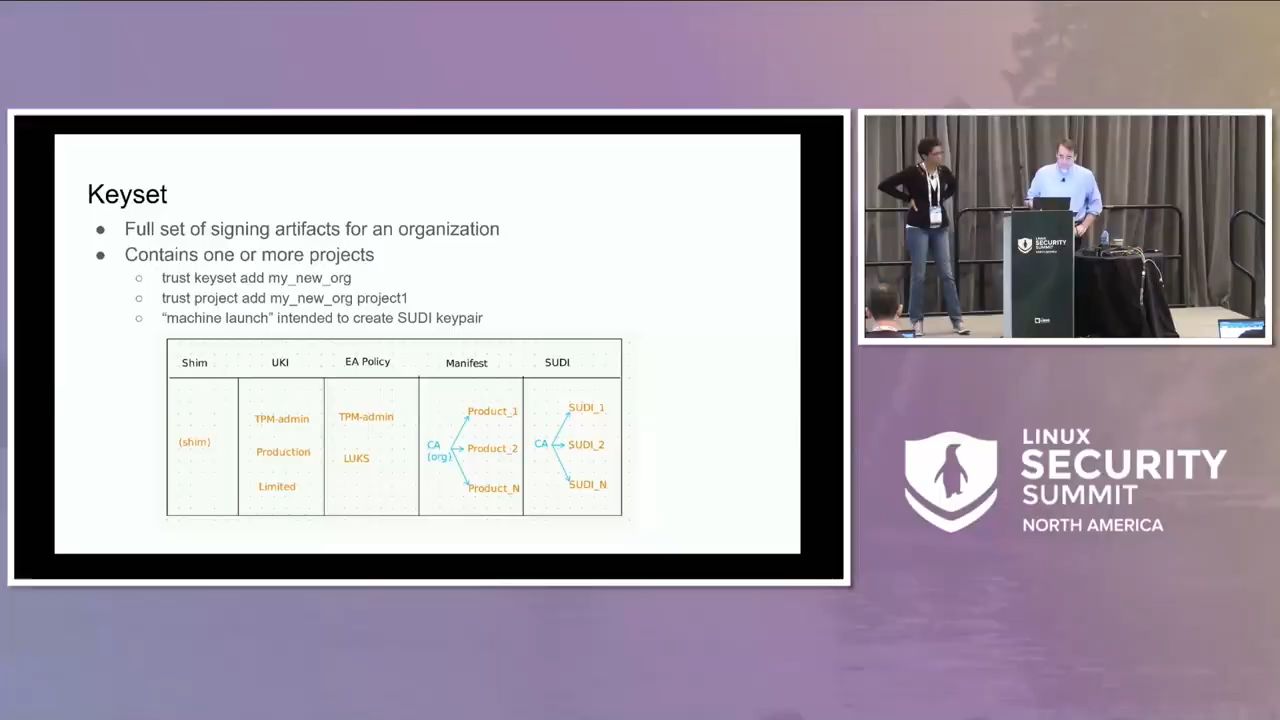 Keyset
● Full set of signing artifacts for an organization
● Contains one or more projects
○ trust keyset add my_new_org
○ trust project add my_new_org project1
○ “machine launch” intended to create SUDI keypair
Shim UKI EA Policy Manifest SUDI
(shim)
TPM-admin
Production
Limited
TPM-admin
LUKS
CA
(org)
Product_1
Product_2
Product_N
CA
SUDI_1
SUDI_2
SUDI_N
LINUX
SECURITY
SUMMIT
LINUX
SECURITY
SUMMIT
NORTH AMERICA